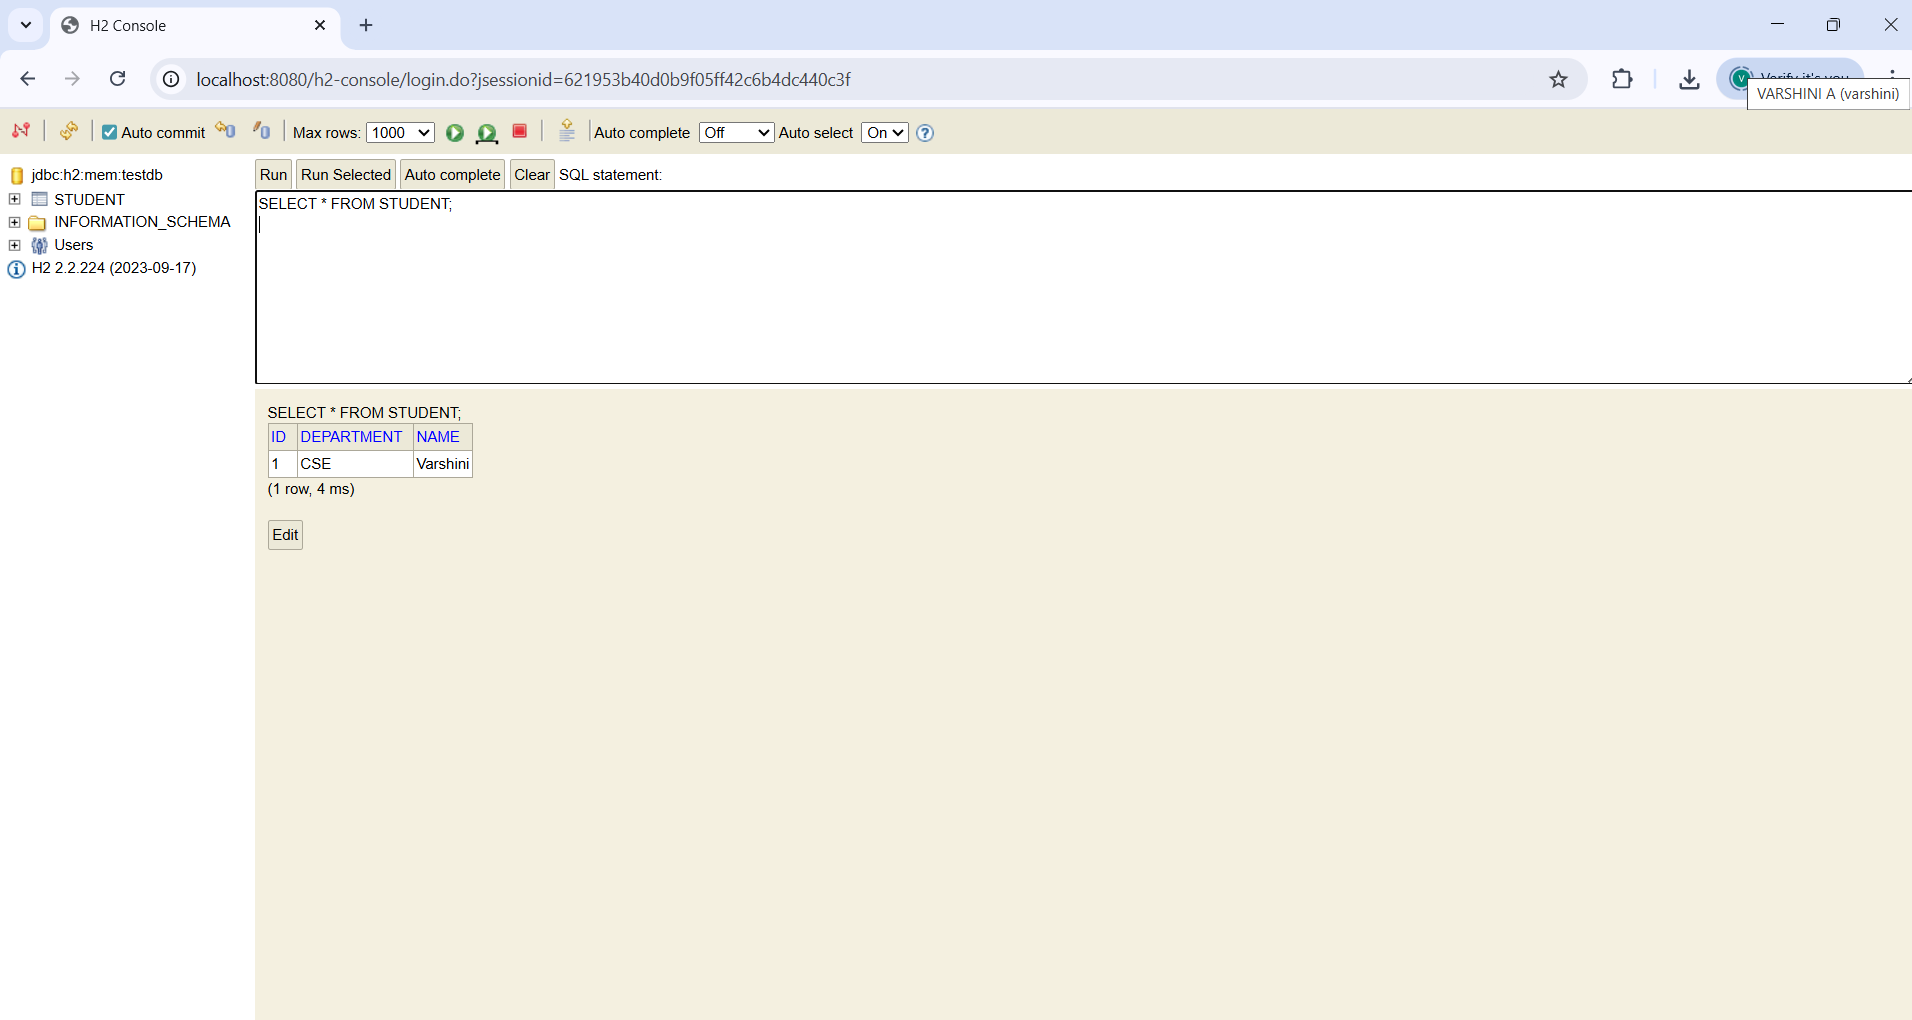 H2 Console
localhost:8080/h2-console/login.do?jsessionid=621953b40d0b9f05ff42c6b4dc440c3f
V
VARSHINI A (varshini)
Auto commit Max rows: 1000 Auto complete Off Auto select On
jdbc:h2:mem:testdb
STUDENT
INFORMATION_SCHEMA
Users
H2 2.2.224 (2023-09-17)
Run Run Selected Auto complete Clear SQL statement:
SELECT * FROM STUDENT;
SELECT * FROM STUDENT;
ID DEPARTMENT NAME
1 CSE Varshini
(1 row, 4 ms)
Edit